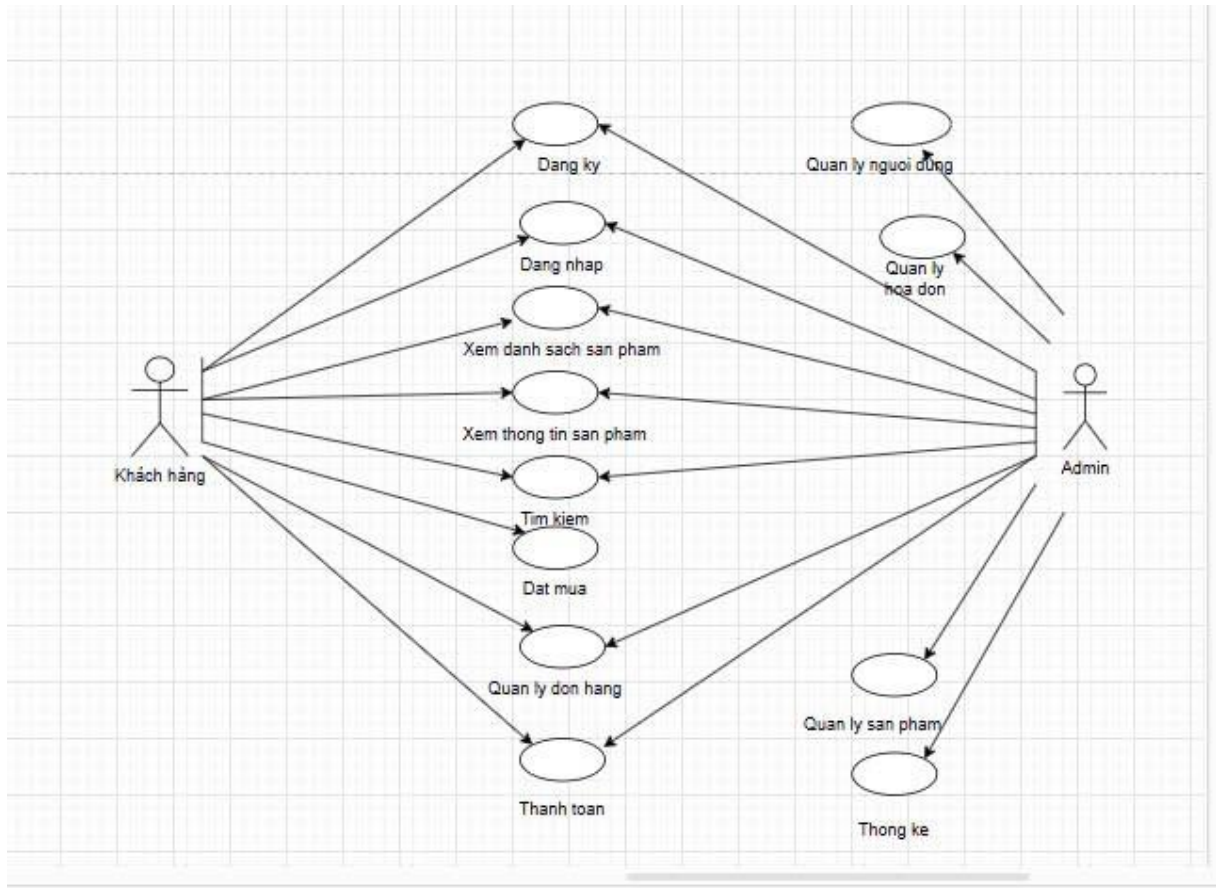 Dang ky
Quan ly nguoi dung
Dang nhap
Quan ly
hoa don
Xem danh sach san pham
Xem thong tin san pham
Khách hàng
Admin
Tim kiem
Dat mua
Quan ly don hang
Quan ly san pham
Thanh toan
Thong ke